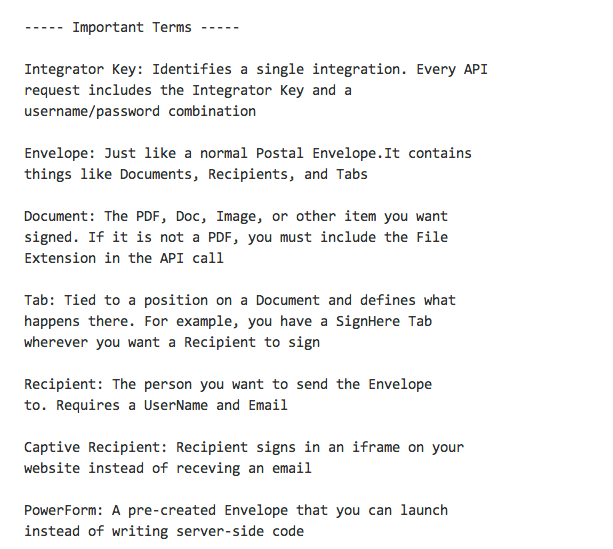 ----- Important Terms -----
Integrator Key: Identifies a single integration. Every API
request includes the Integrator Key and a
username/password combination
Envelope: Just like a normal Postal Envelope.It contains
things like Documents, Recipients, and Tabs
Document: The PDF, Doc, Image, or other item you want
signed. If it is not a PDF, you must include the File
Extension in the API call
Tab: Tied to a position on a Document and defines what
happens there. For example, you have a SignHere Tab
wherever you want a Recipient to sign
Recipient: The person you want to send the Envelope
to. Requires a UserName and Email
Captive Recipient: Recipient signs in an iframe on your
website instead of receving an email
PowerForm: A pre-created Envelope that you can launch
instead of writing server-side code